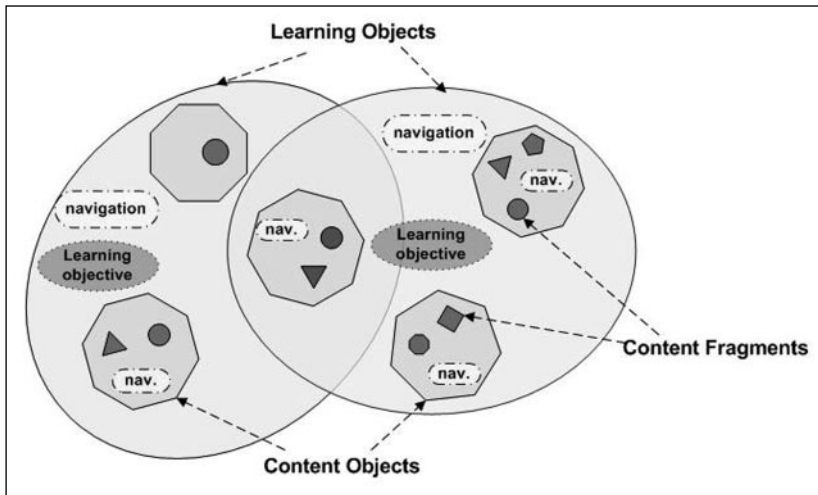 Learning Objects
navigation
nav.
navigation
nav.
Learning
objective
Learning
objective
nav.
nav.
Content Fragments
Content Objects